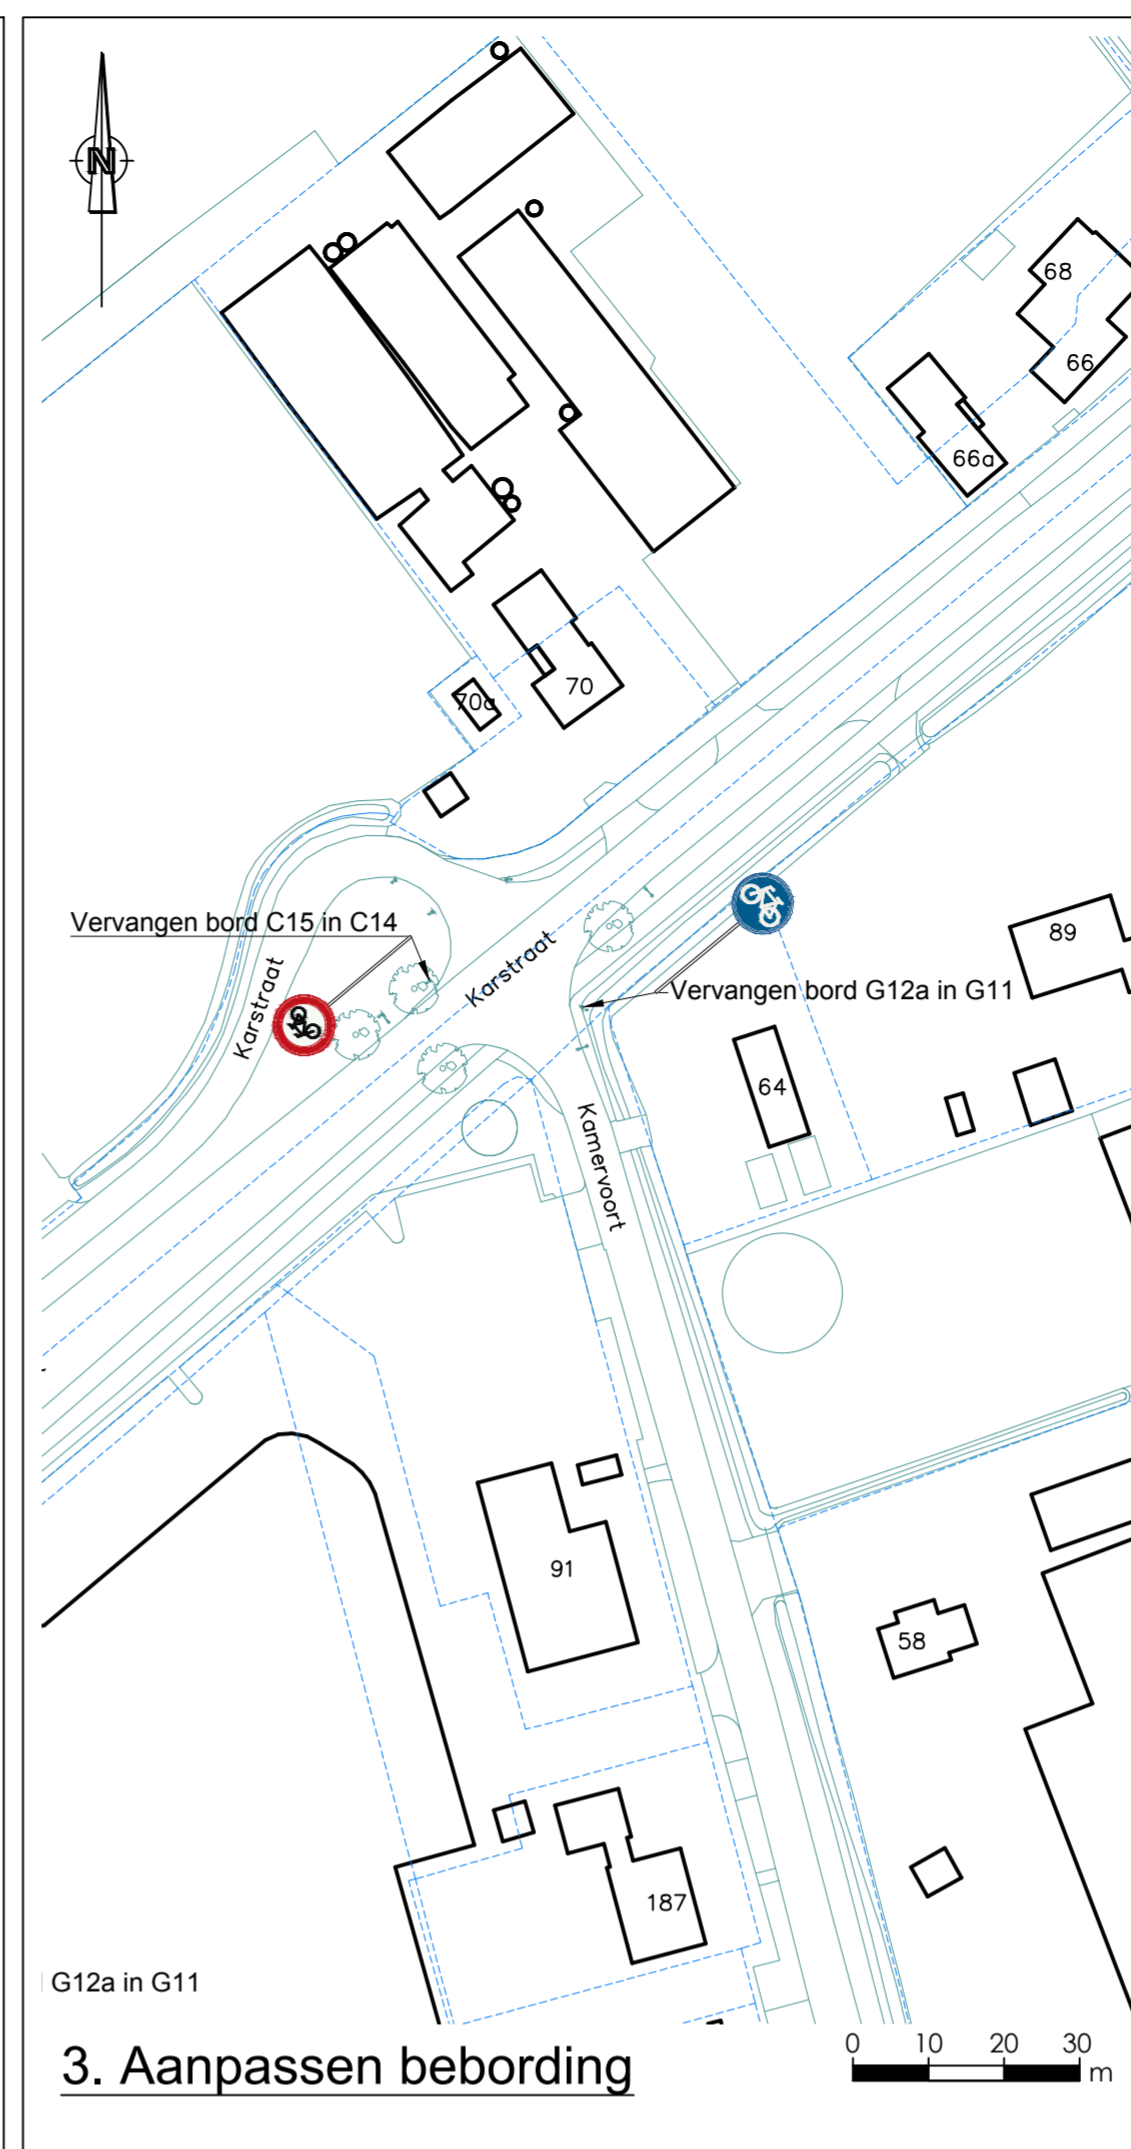 N
68
66
66a
70
70a
Vervangen bord C15 in C14
Karstraat
Karstraat
89
Vervangen bord G12a in G11
64
Kamervoort
91
58
187
G12a in G11
3. Aanpassen bebording
0 10 20 30
m